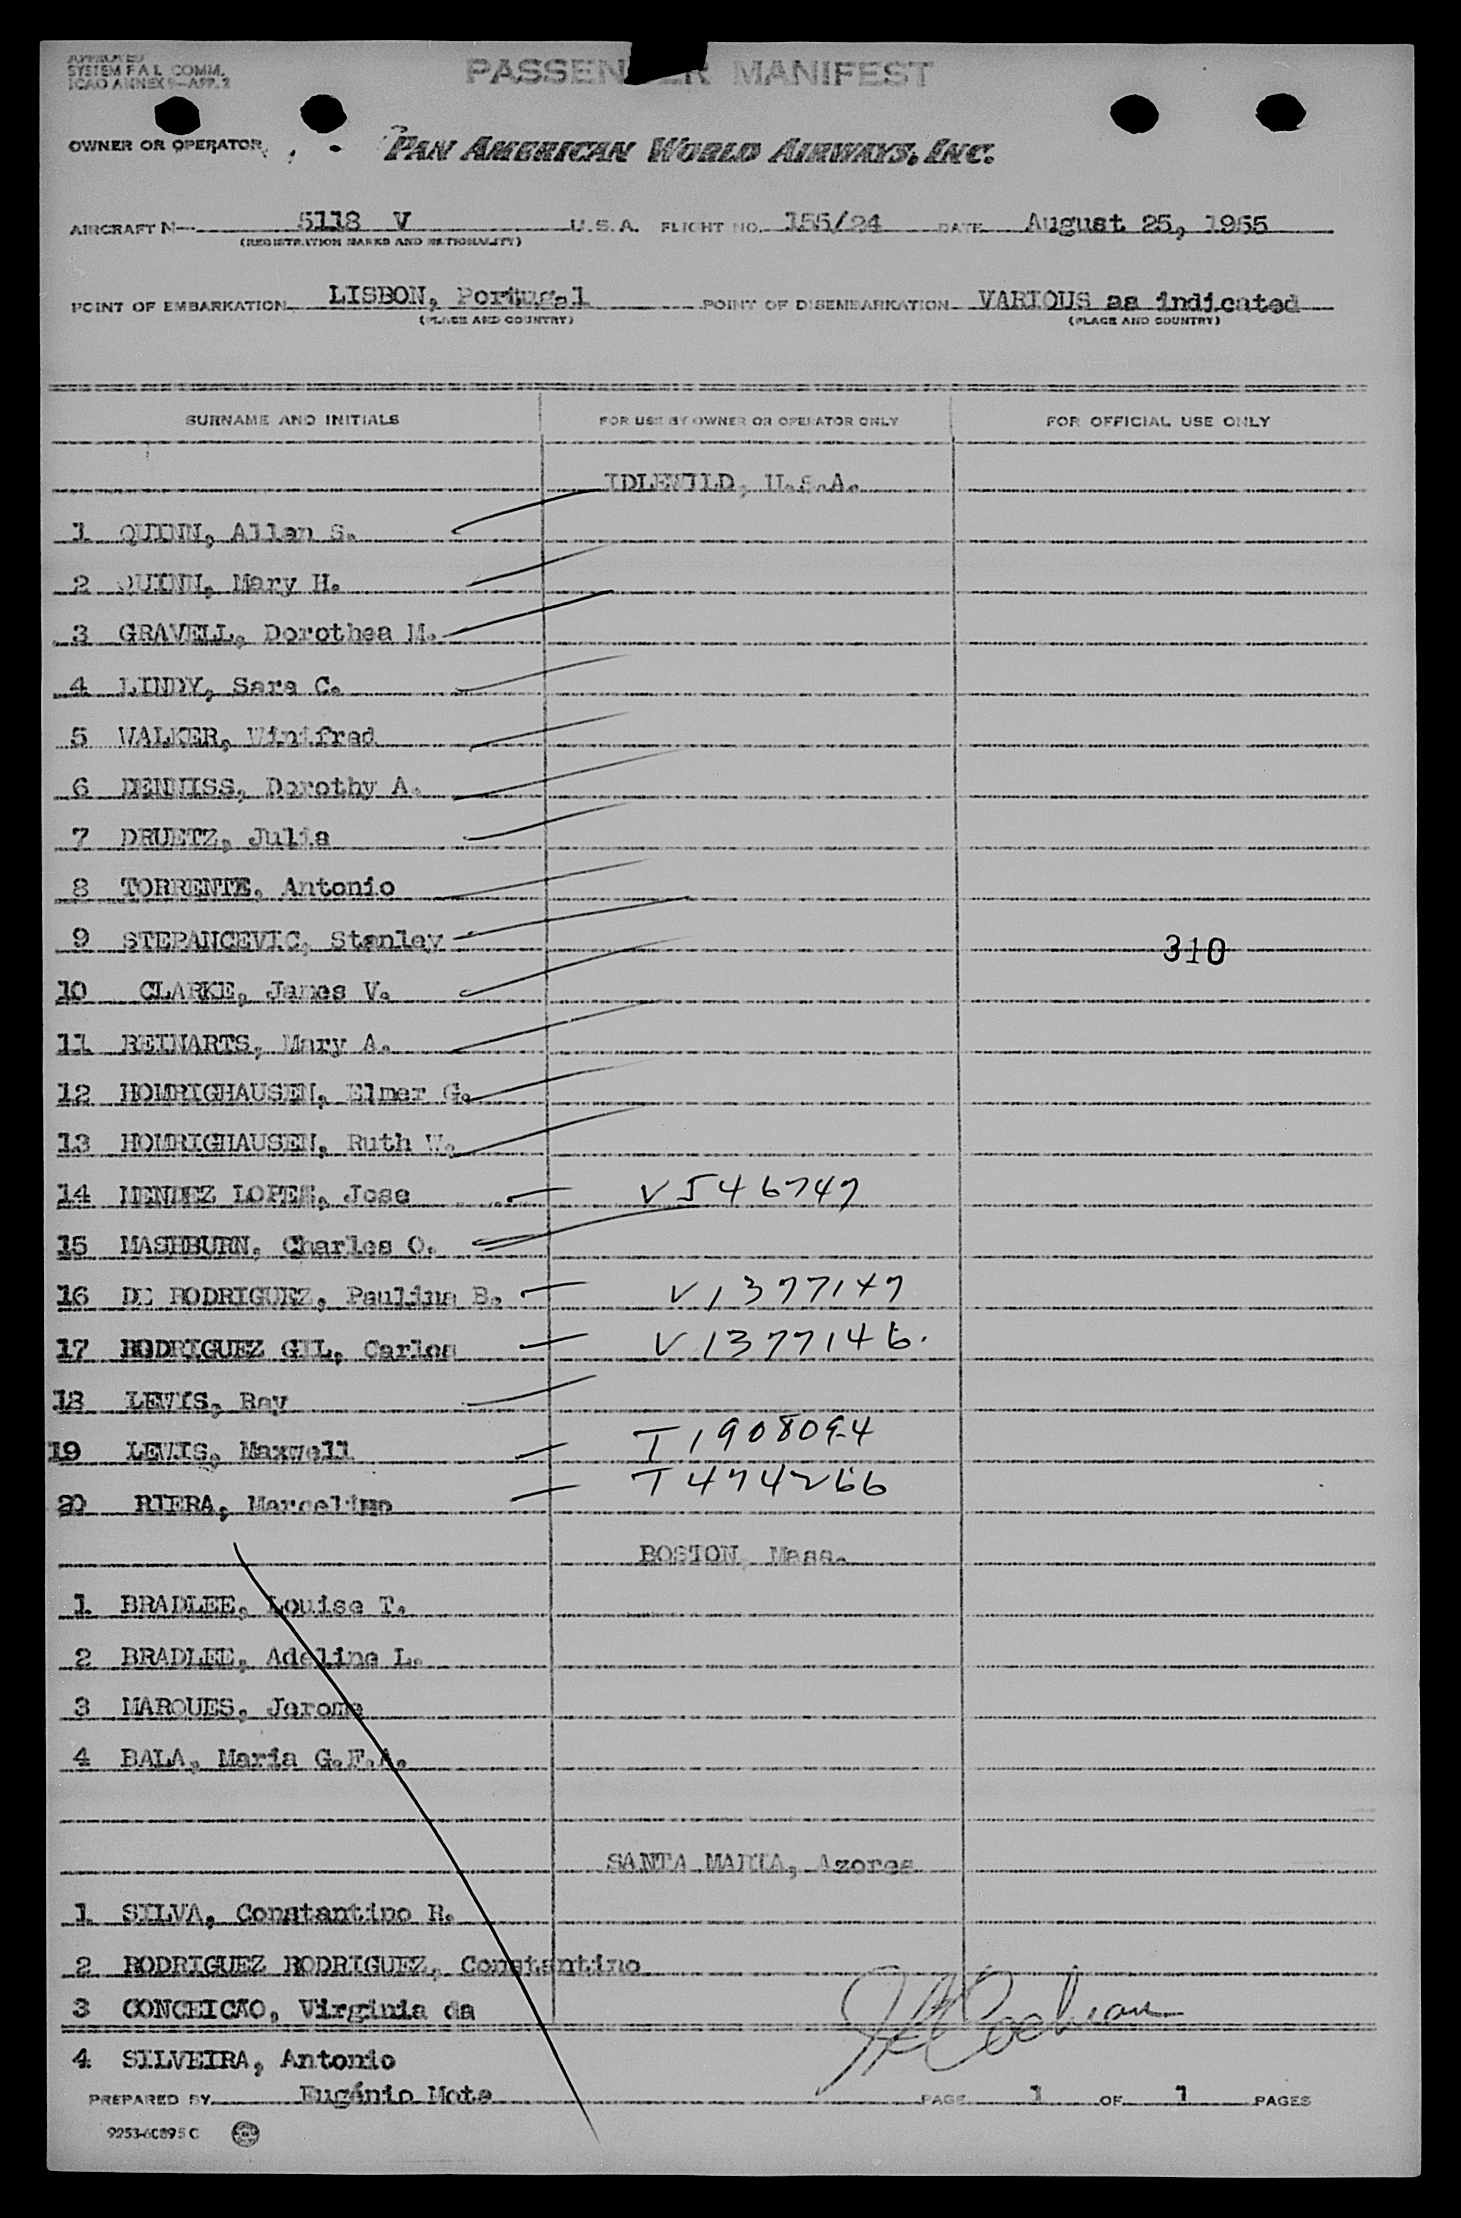 APPROVED
SYSTEM F A L COMM.
ICAO ANNEX 9—APP. 2
PASSEN ER MANIFEST
OWNER OR OPERATOR
PAN AMERICAN WORLD AIRWAYS, INC.
AIRCRAFT N— 5118 V U.S.A. FLIGHT NO. 155/24 DATE August 25, 1955
(REGISTRATION MARKS AND NATIONALITY)
POINT OF EMBARKATION LISBON, Portugal POINT OF DISEMBARKATION VARIOUS as indicated
(PLACE AND COUNTRY) (PLACE AND COUNTRY)
SURNAME AND INITIALS FOR USE BY OWNER OR OPERATOR ONLY FOR OFFICIAL USE ONLY
IDLEWILD, U.S.A.
1 QUINN, Allen S.
2 QUINN, Mary H.
3 GRAVELL, Dorothea M.
4 LINDY, Sara C.
5 WALKER, Winifred
6 DENNISS, Dorothy A.
7 DRUETZ, Julia
8 TORRENTE, Antonio
9 STEPANCEVIC, Stanley 310
10 CLARKE, James V.
11 REINARTS, Mary A.
12 HOMRIGHAUSEN, Elmer G.
13 HOMRIGHAUSEN, Ruth W.
14 MENDEZ LOPES, Jose V546747
15 MASHBURN, Charles O.
16 DE RODRIGUEZ, Paulina B. V1377147
17 RODRIGUEZ GIL, Carlos V1377146.
18 LEWIS, Ray
19 LEWIS, Maxwell T1908094
20 RIERA, Marcelino T474266
BOSTON, Mass.
1 BRADLEE, Louise T.
2 BRADLEE, Adeline L.
3 MARQUES, Jerome
4 BALA, Maria G.F.A.
SANTA MARIA, Azores
1 SILVA, Constantino R.
2 RODRIGUEZ RODRIGUEZ, Constantino
3 CONCEICAO, Virginia da
4 SILVEIRA, Antonio
PREPARED BY Eugénio Mota PAGE 1 OF 1 PAGES